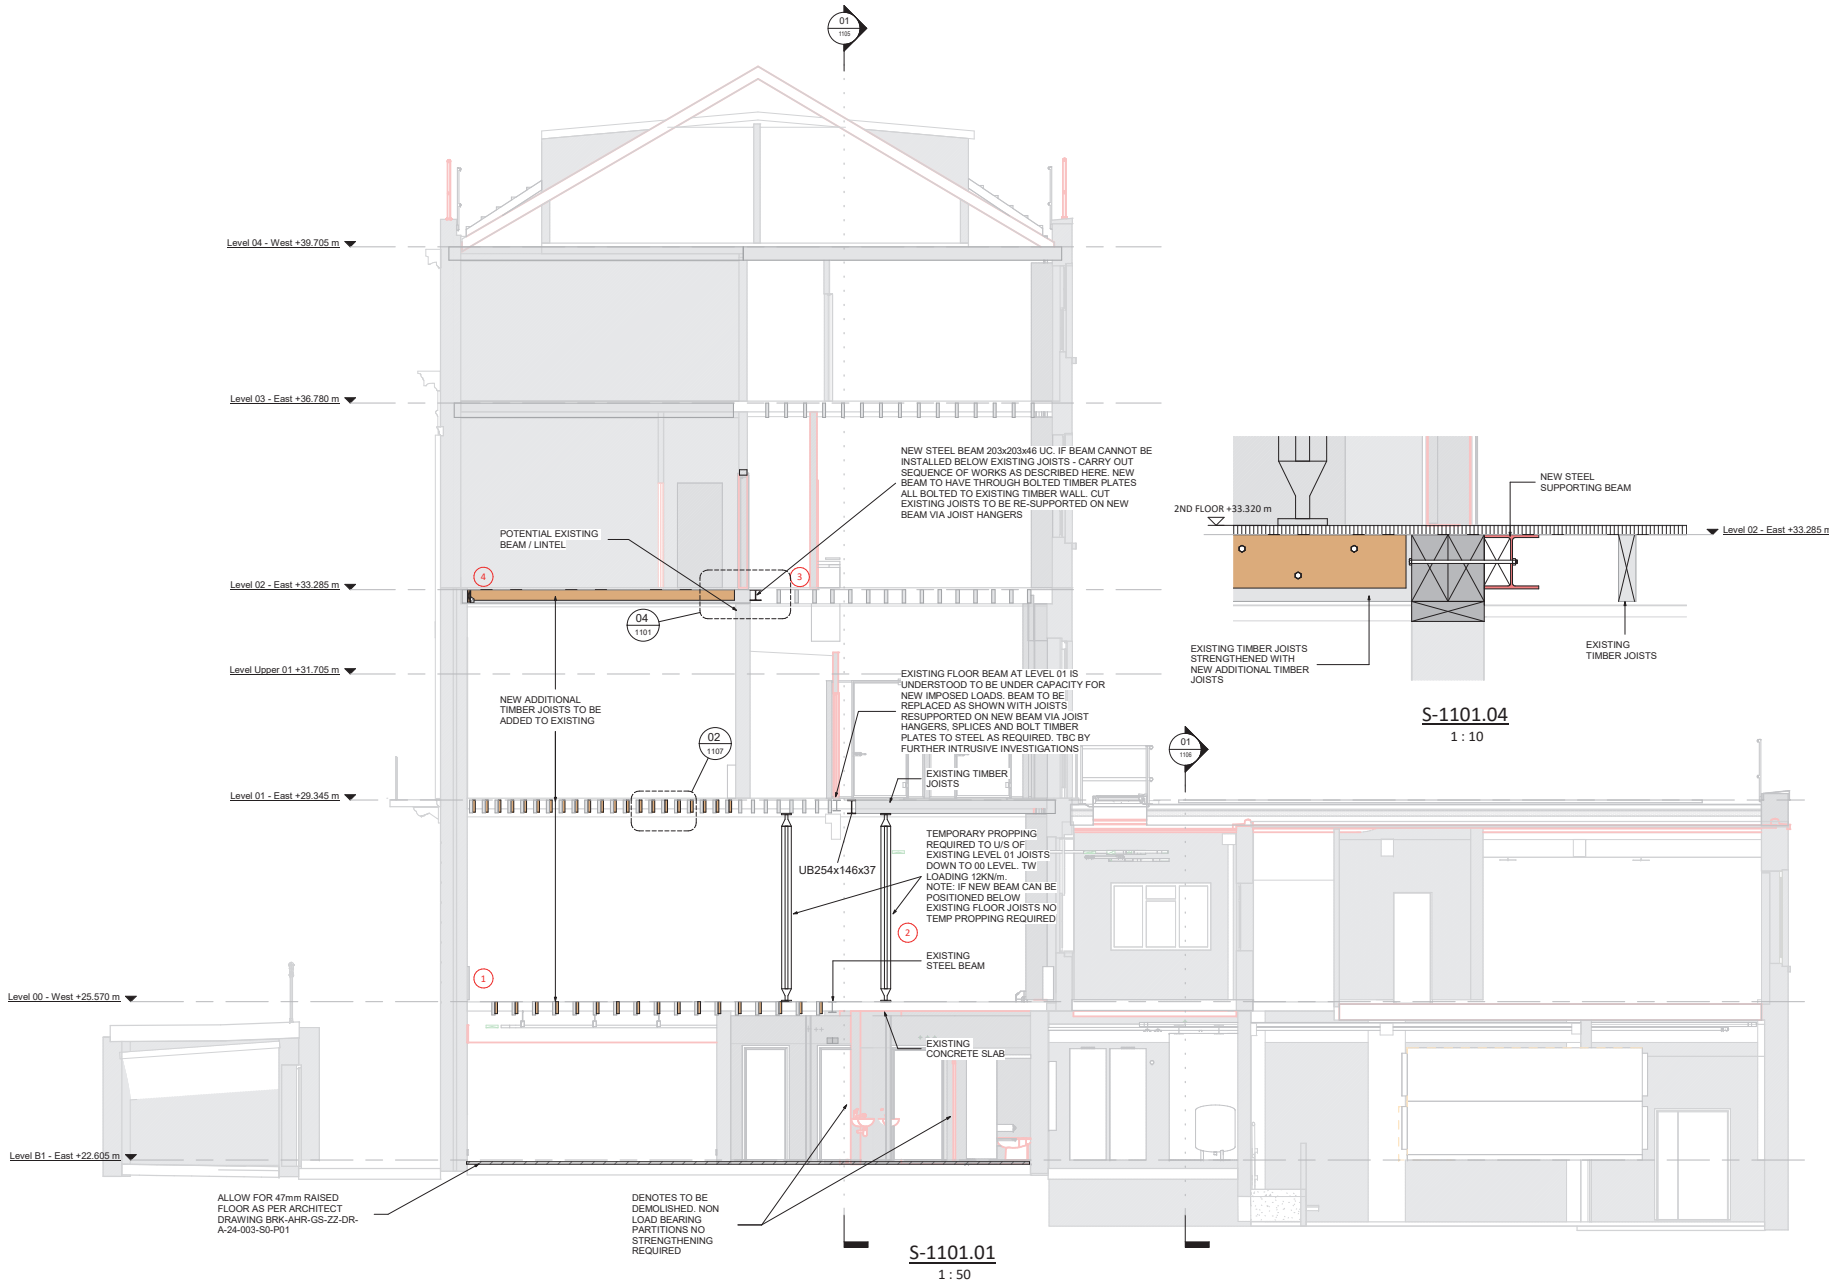 01
1105
Level 04 - West +39.705 m
Level 03 - East +36.780 m
NEW STEEL BEAM 203x203x46 UC. IF BEAM CANNOT BE
INSTALLED BELOW EXISTING JOISTS - CARRY OUT
SEQUENCE OF WORKS AS DESCRIBED HERE. NEW
BEAM TO HAVE THROUGH BOLTED TIMBER PLATES
ALL BOLTED TO EXISTING TIMBER WALL. CUT
EXISTING JOISTS TO BE RE-SUPPORTED ON NEW
BEAM VIA JOIST HANGERS
NEW STEEL
SUPPORTING BEAM
2ND FLOOR +33.320 m
Level 02 - East +33.285 m
POTENTIAL EXISTING
BEAM / LINTEL
Level 02 - East +33.285 m
4
3
04
1101
EXISTING TIMBER JOISTS
STRENGTHENED WITH
NEW ADDITIONAL TIMBER
JOISTS
EXISTING
TIMBER JOISTS
S-1101.04
1 : 10
Level Upper 01 +31.705 m
EXISTING FLOOR BEAM AT LEVEL 01 IS
UNDERSTOOD TO BE UNDER CAPACITY FOR
NEW IMPOSED LOADS. BEAM TO BE
REPLACED AS SHOWN WITH JOISTS
RESUPPORTED ON NEW BEAM VIA JOIST
HANGERS, SPLICES AND BOLT TIMBER
PLATES TO STEEL AS REQUIRED. TBC BY
FURTHER INTRUSIVE INVESTIGATIONS
NEW ADDITIONAL
TIMBER JOISTS TO BE
ADDED TO EXISTING
02
1107
01
1106
EXISTING TIMBER
JOISTS
Level 01 - East +29.345 m
TEMPORARY PROPPING
REQUIRED TO U/S OF
EXISTING LEVEL 01 JOISTS
DOWN TO 00 LEVEL. TW
LOADING 12KN/m.
NOTE: IF NEW BEAM CAN BE
POSITIONED BELOW
EXISTING FLOOR JOISTS NO
TEMP PROPPING REQUIRED
UB254x146x37
2
1
EXISTING
STEEL BEAM
Level 00 - West +25.570 m
EXISTING
CONCRETE SLAB
Level B1 - East +22.605 m
ALLOW FOR 47mm RAISED
FLOOR AS PER ARCHITECT
DRAWING BRK-AHR-GS-ZZ-DR-
A-24-003-S0-P01
DENOTES TO BE
DEMOLISHED. NON
LOAD BEARING
PARTITIONS NO
STRENGTHENING
REQUIRED
S-1101.01
1 : 50